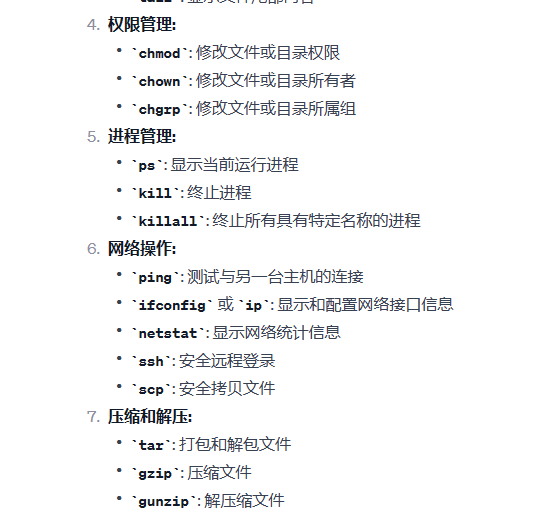 4. 权限管理:
• `chmod`: 修改文件或目录权限
• `chown`: 修改文件或目录所有者
• `chgrp`: 修改文件或目录所属组
5. 进程管理:
• `ps`: 显示当前运行进程
• `kill`: 终止进程
• `killall`: 终止所有具有特定名称的进程
6. 网络操作:
• `ping`: 测试与另一台主机的连接
• `ifconfig` 或 `ip`: 显示和配置网络接口信息
• `netstat`: 显示网络统计信息
• `ssh`: 安全远程登录
• `scp`: 安全拷贝文件
7. 压缩和解压:
• `tar`: 打包和解包文件
• `gzip`: 压缩文件
• `gunzip`: 解压缩文件